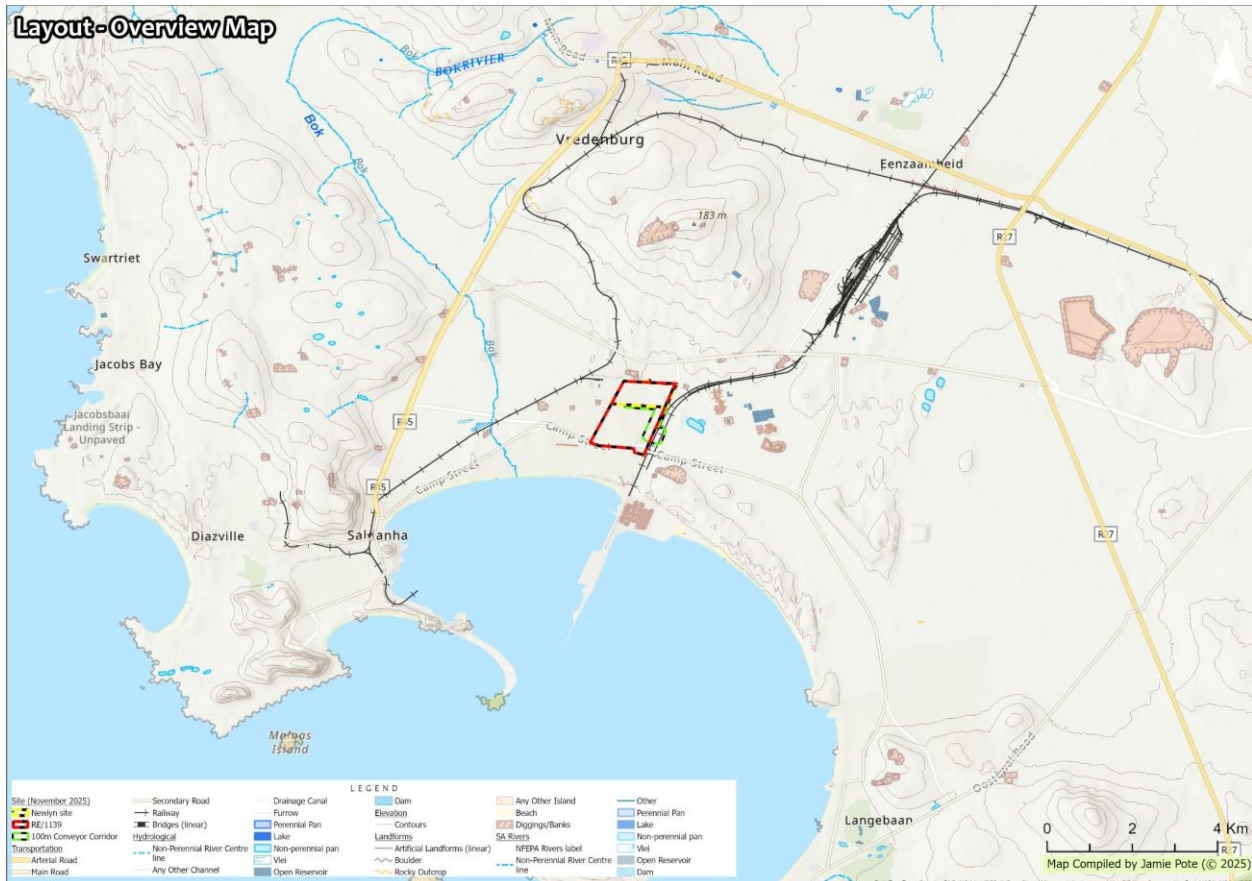 Layout - Overview Map
Bok
BOKRIVIER
Main Road
R45
Main Road
Bok
Bok
Vredenburg
Eenzaamheid
183 m
R27
Swartriet
Bok
Jacobs Bay
Jacobsbaai
Landing Strip -
Unpaved
R45
Camp Street
Camp Street
Camp Street
R45
Diazville
Saldanha
R27
Malgas
Island
Oostewal Road
Langebaan
R27
0 2 4 Km
Map Compiled by Jamie Pote (© 2025)
LEGEND
Site (November 2025)
Newlyn site
RE/1139
100m Conveyor Corridor
Transportation
Arterial Road
Main Road
Secondary Road
Railway
Bridges (linear)
Hydrological
Non-Perennial River Centre
line
Any Other Channel
Drainage Canal
Furrow
Perennial Pan
Lake
Non-perennial pan
Vlei
Open Reservoir
Dam
Elevation
Contours
Landforms
Artificial Landforms (linear)
Boulder
Rocky Outcrop
Any Other Island
Beach
Diggings/Banks
SA Rivers
NFEPA Rivers label
Non-Perennial River Centre
line
Other
Perennial Pan
Lake
Non-perennial pan
Vlei
Open Reservoir
Dam